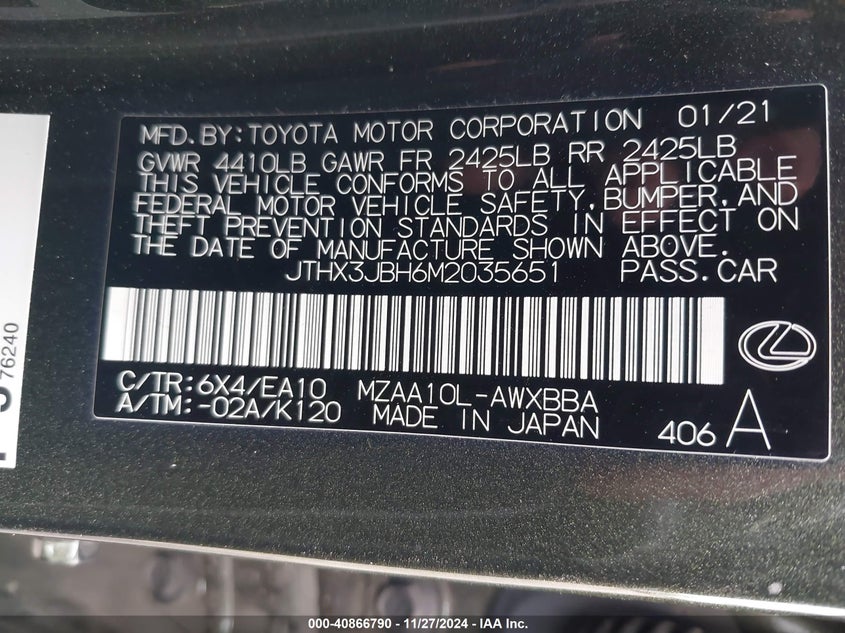 MFD.BY:TOYOTA MOTOR CORPORATION 01/21
GVWR 4410LB GAWR FR 2425LB RR 2425LB
THIS VEHICLE CONFORMS TO ALL APPLICABLE
FEDERAL MOTOR VEHICLE SAFETY,BUMPER,AND
THEFT PREVENTION STANDARDS IN EFFECT ON
THE DATE OF MANUFACTURE SHOWN ABOVE.
JTHX3JBH6M2035651 PASS.CAR
C/TR:6X4/EA10 MZAA10L-AWXBBA
A/TM:-02A/K120 MADE IN JAPAN
406 A
76240
000-40866790 - 11/27/2024 - IAA Inc.